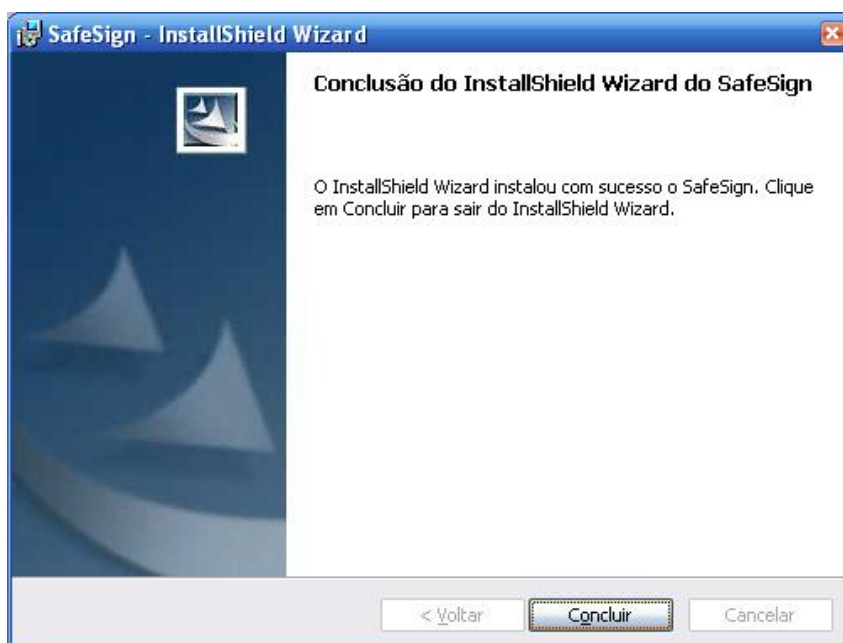 SafeSign - InstallShield Wizard
Conclusão do InstallShield Wizard do SafeSign
O InstallShield Wizard instalou com sucesso o SafeSign. Clique
em Concluir para sair do InstallShield Wizard.
< Voltar Concluir Cancelar